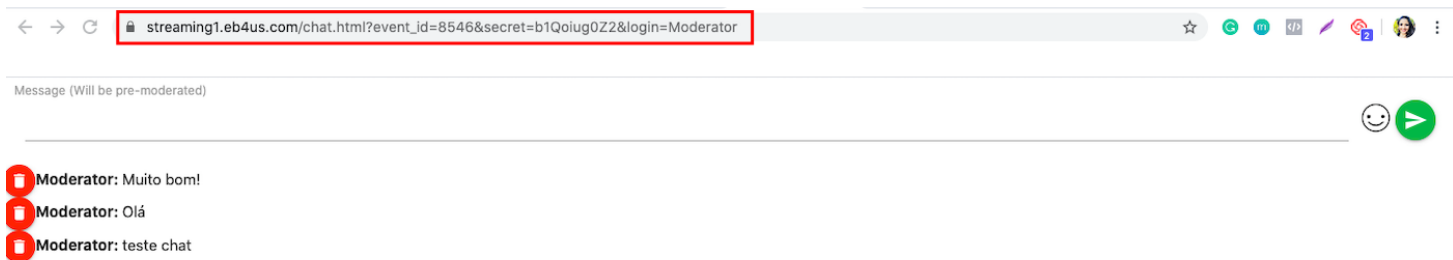 streaming1.eb4us.com/chat.html?event_id=8546&secret=b1Qoiug0Z2&login=Moderator
2
Message (Will be pre-moderated)
Moderator: Muito bom!
Moderator: Olá
Moderator: teste chat